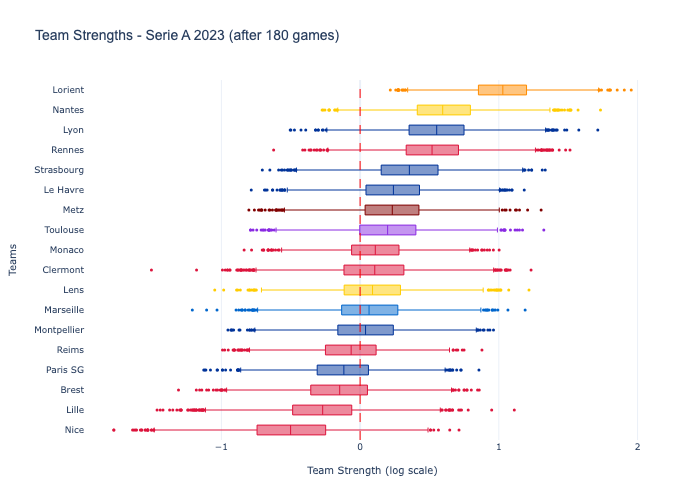 Team Strengths - Serie A 2023 (after 180 games)
Lorient
Nantes
Lyon
Rennes
Strasbourg
Le Havre
Metz
Toulouse
Monaco
Clermont
Lens
Marseille
Montpellier
Reims
Paris SG
Brest
Lille
Nice
Teams
−1
0
1
2
Team Strength (log scale)